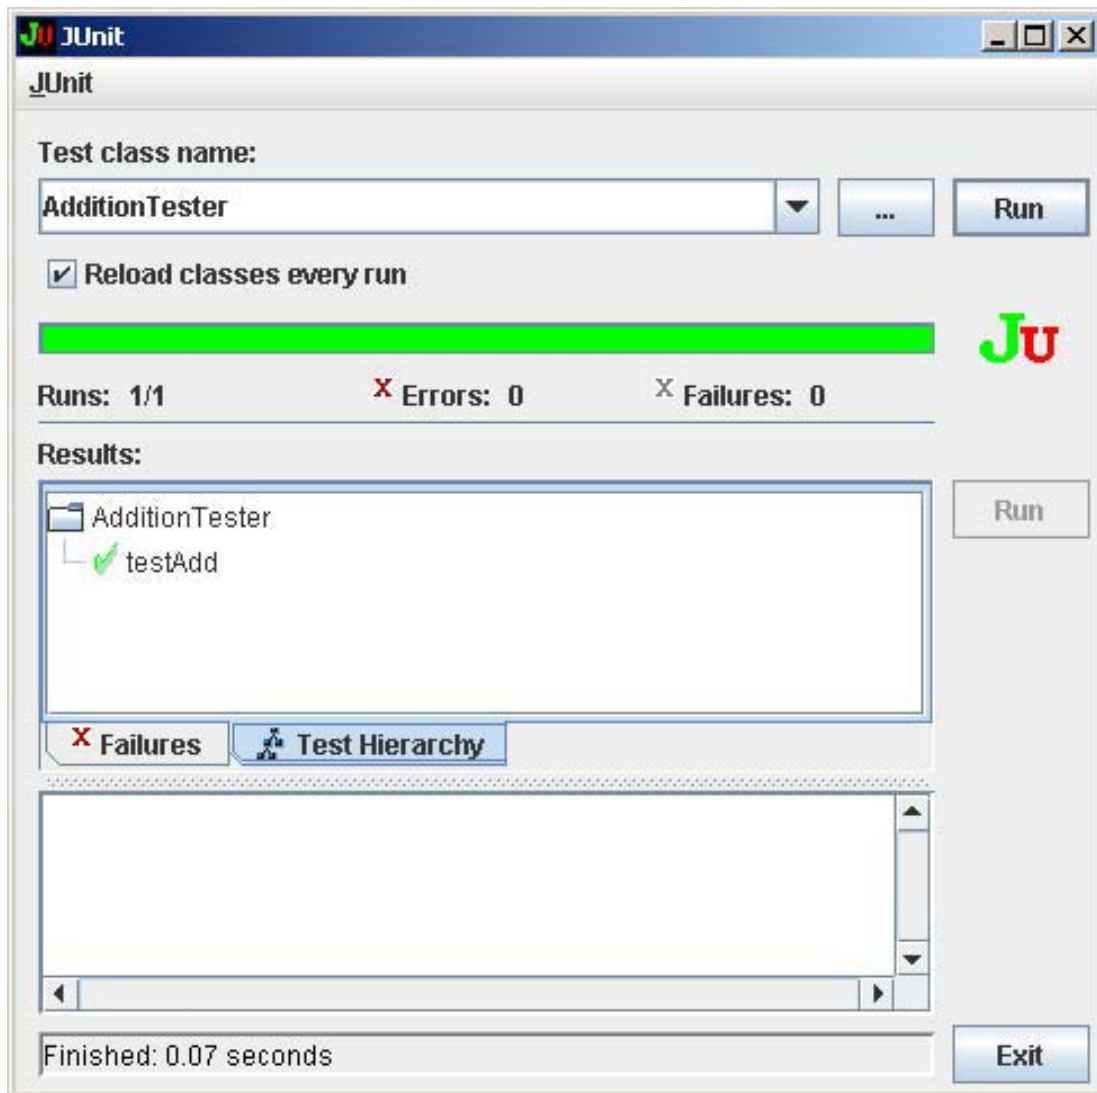 JU JUnit
JUnit
Test class name:
AdditionTester ... Run
Reload classes every run
JU
Runs: 1/1 X Errors: 0 X Failures: 0
Results:
AdditionTester Run
testAdd
X Failures Test Hierarchy
Finished: 0.07 seconds Exit